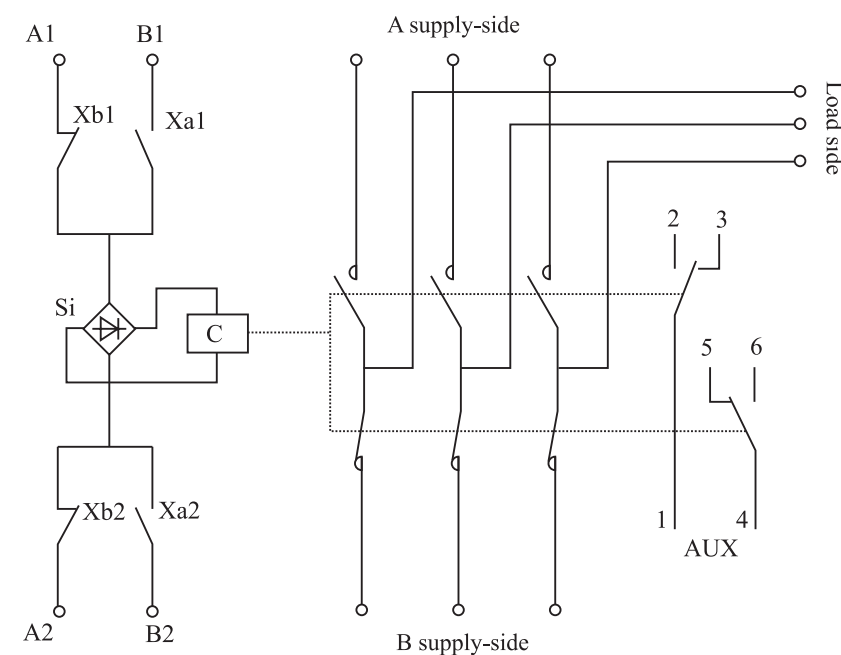 A1
B1
A supply-side
Xb1
Xa1
Load side
2
3
Si
C
5
6
Xb2
Xa2
1
4
AUX
A2
B2
B supply-side